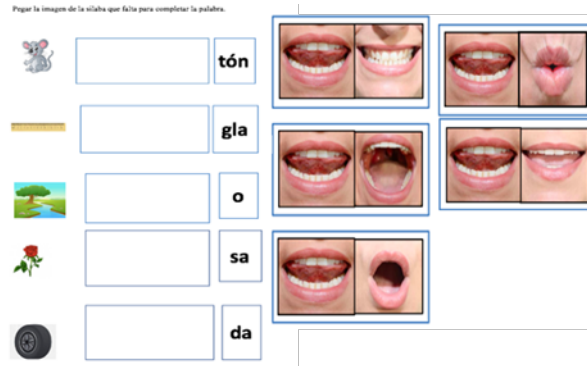 Pegar la imagen de la sílaba que falta para completar la palabra.
tón
gla
o
sa
da